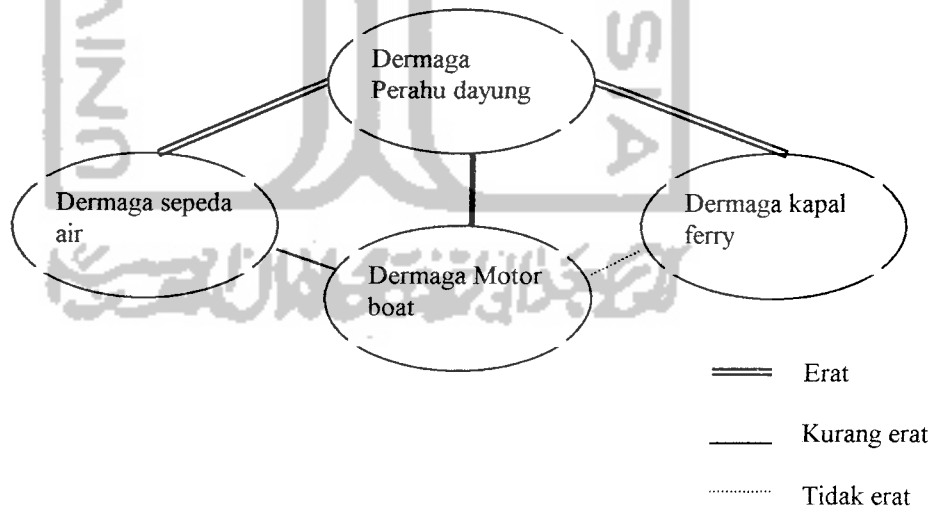 Dermaga
Perahu dayung
Dermaga sepeda
air
Dermaga kapal
ferry
Dermaga Motor
boat
Erat
Kurang erat
Tidak erat